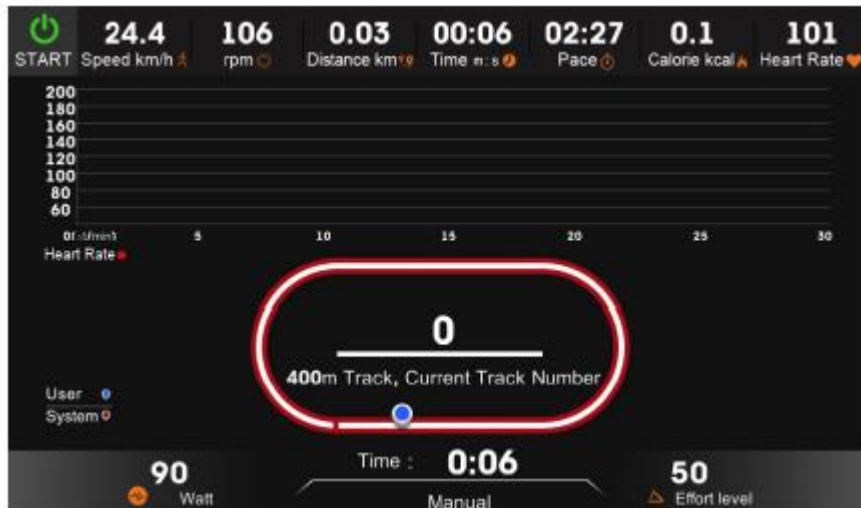 24.4 106 0.03 00:06 02:27 0.1 101
START Speed km/h rpm Distance km Time m : s Pace Calorie kcal Heart Rate
200
180
160
140
120
100
80
60
5 10 15 20 25 30
Heart Rate
0
400m Track, Current Track Number
User
System
Time : 0:06
90 50
Watt Manual Effort level